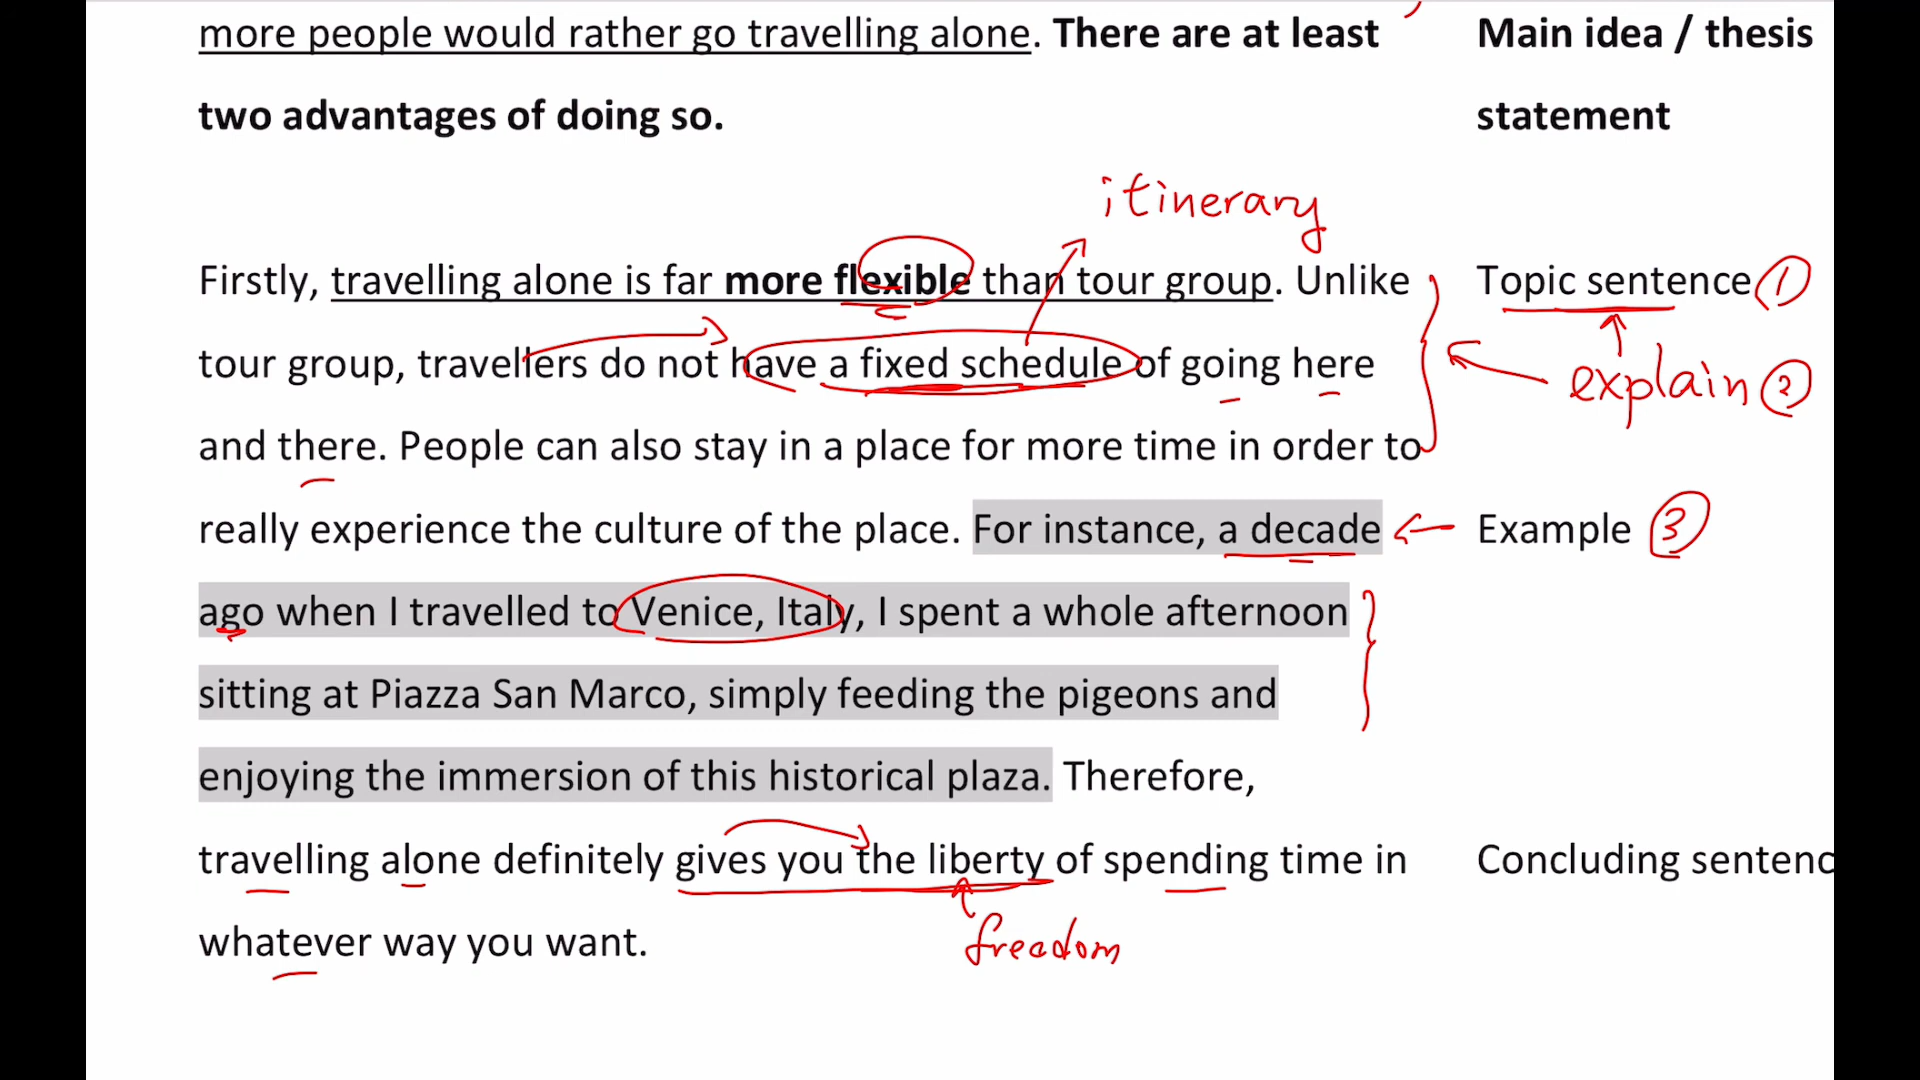 more people would rather go travelling alone. There are at least
Main idea / thesis
two advantages of doing so.
statement
itinerary
Firstly, travelling alone is far more flexible than tour group. Unlike
Topic sentence 1
tour group, travellers do not have a fixed schedule of going here
explain 2
and there. People can also stay in a place for more time in order to
really experience the culture of the place. For instance, a decade
Example 3
ago when I travelled to Venice, Italy, I spent a whole afternoon
sitting at Piazza San Marco, simply feeding the pigeons and
enjoying the immersion of this historical plaza. Therefore,
travelling alone definitely gives you the liberty of spending time in
Concluding sentenc
whatever way you want.
freedom